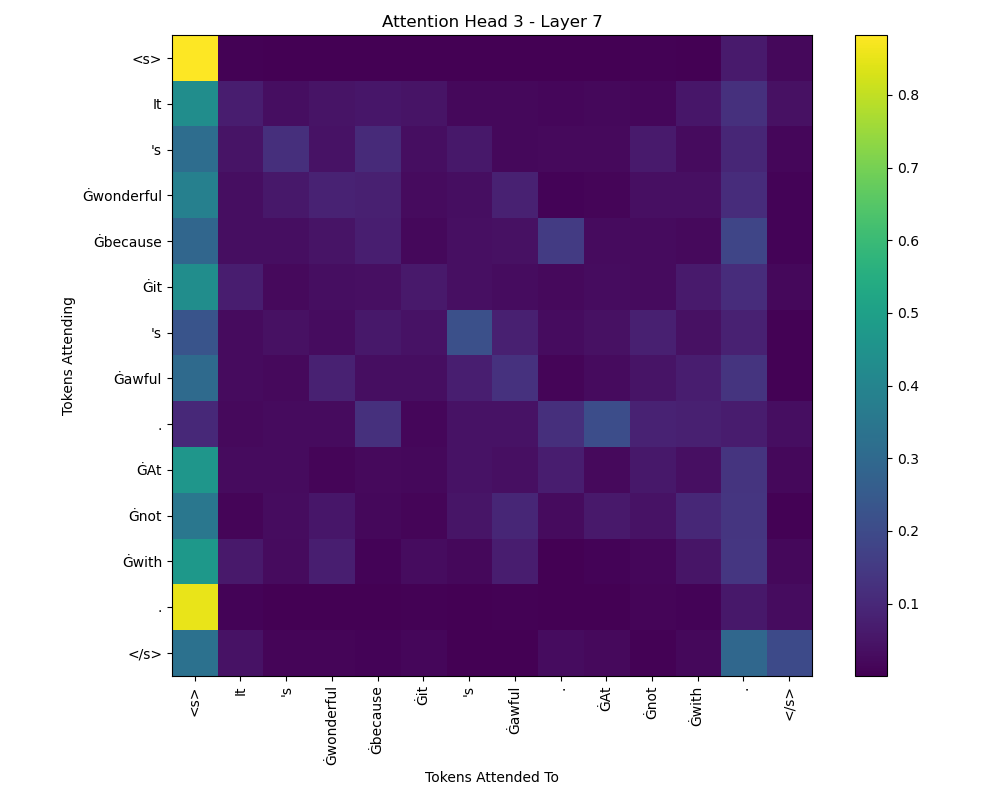 Attention Head 3 - Layer 7
Tokens Attending
<s>
It
's
Ġwonderful
Ġbecause
Ġit
's
Ġawful
.
ĠAt
Ġnot
Ġwith
.
</s>
<s>
It
's
Ġwonderful
Ġbecause
Ġit
's
Ġawful
.
ĠAt
Ġnot
Ġwith
.
</s>
Tokens Attended To
0.8
0.7
0.6
0.5
0.4
0.3
0.2
0.1